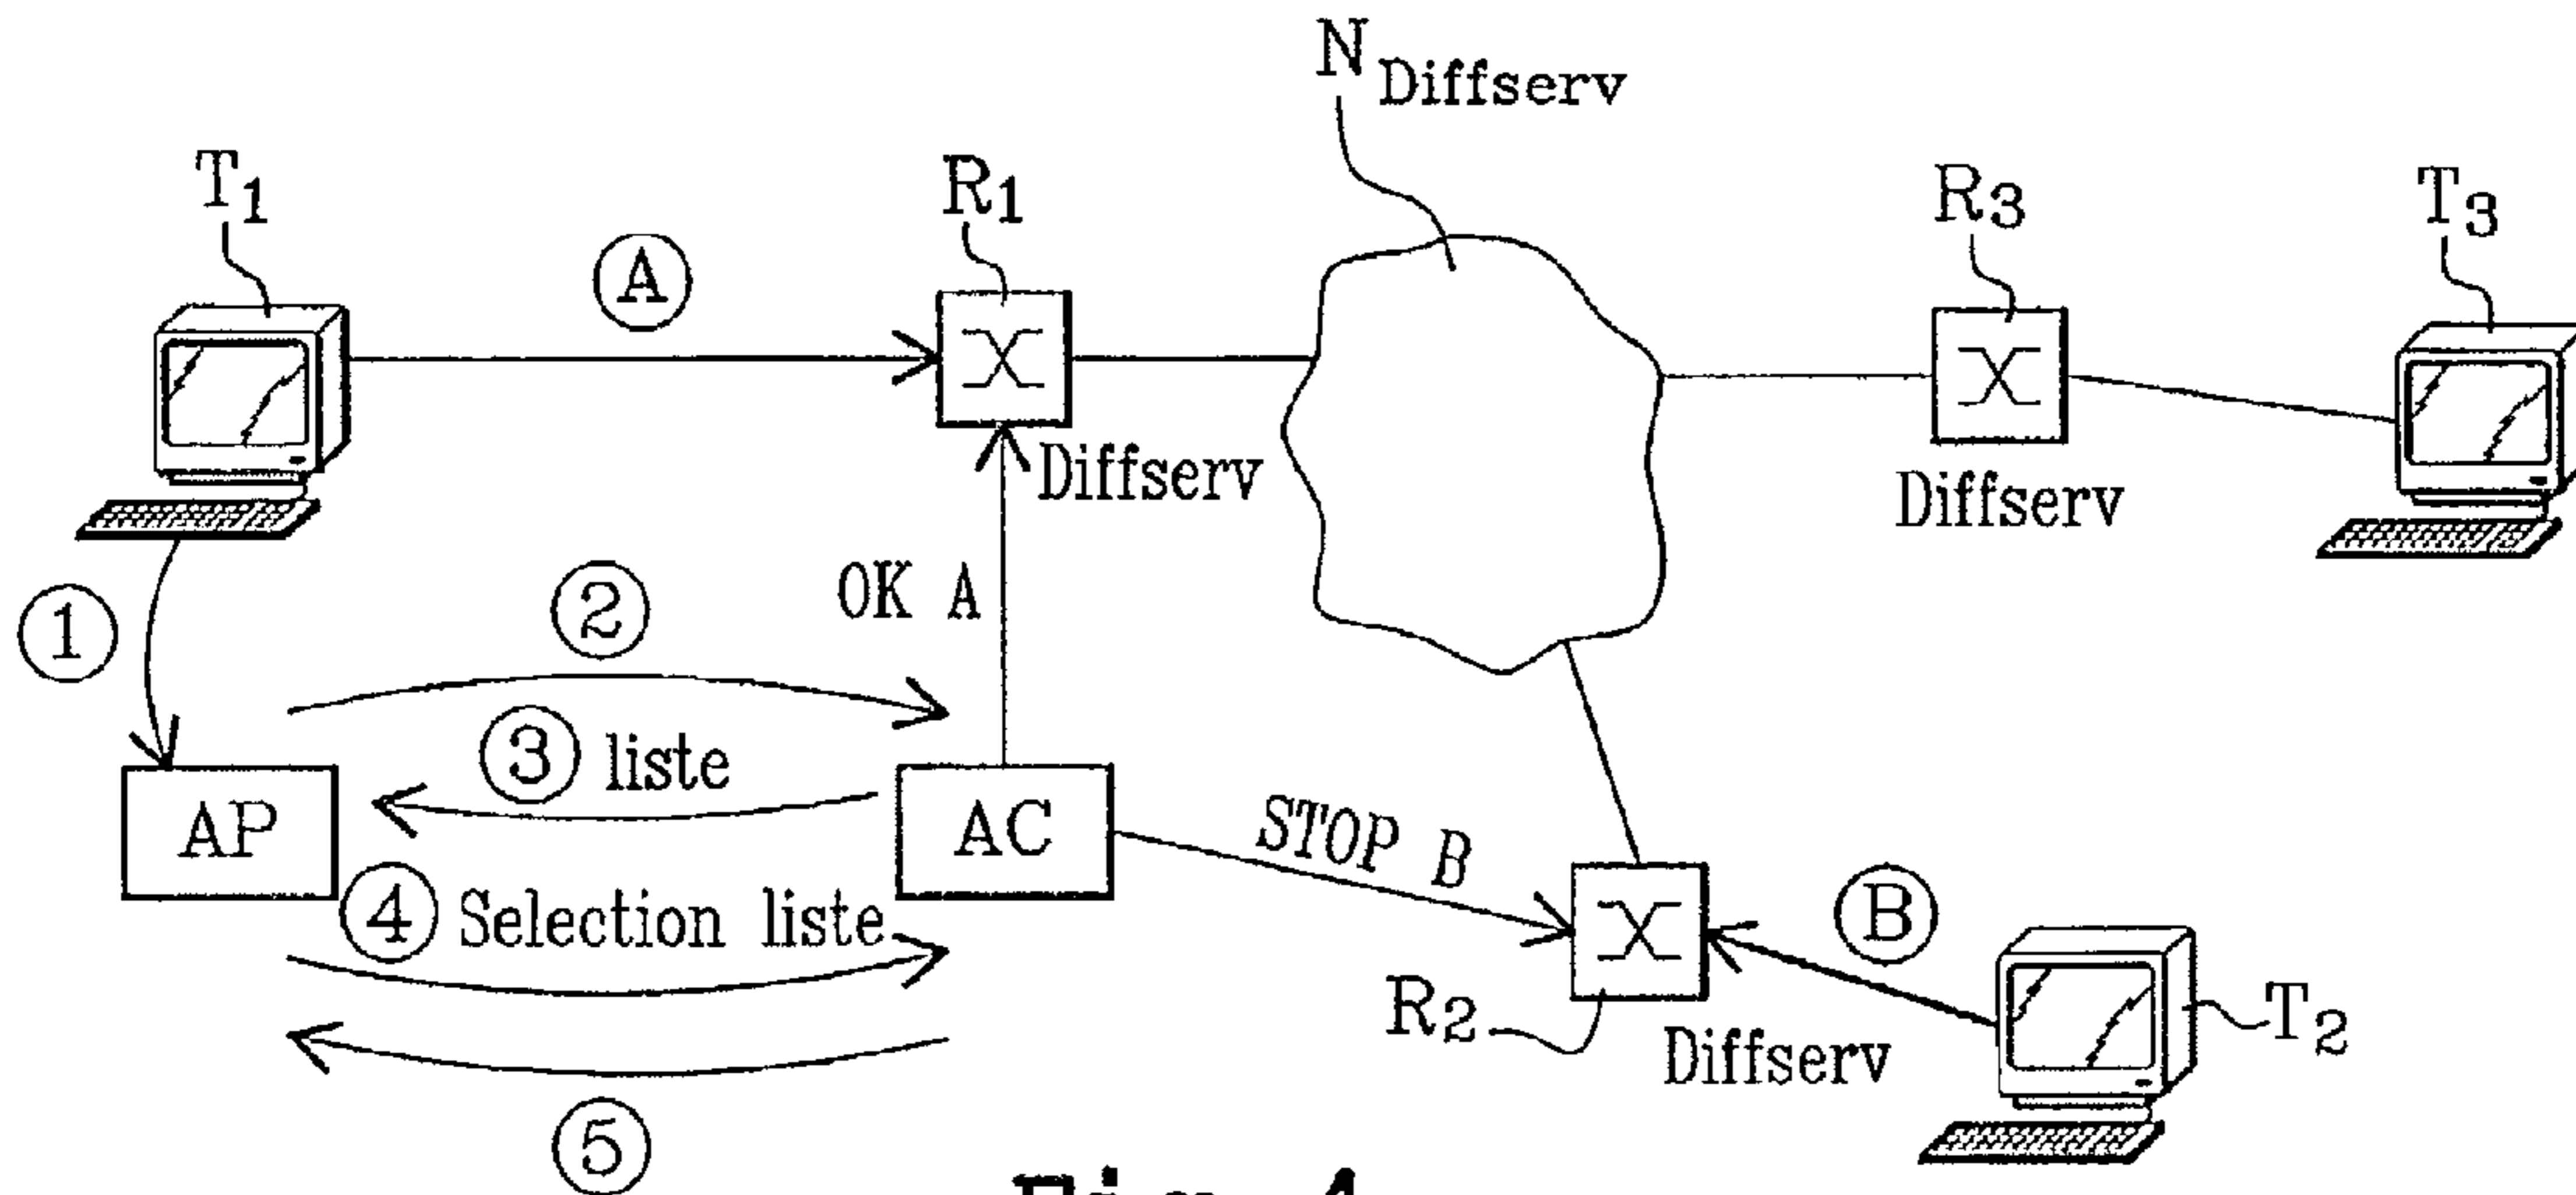 N Diffserv
T1
R1
R3
T3
A
Diffserv
Diffserv
OK A
1
2
3 liste
AP
AC
STOP B
4 Selection liste
B
R2
Diffserv
T2
5